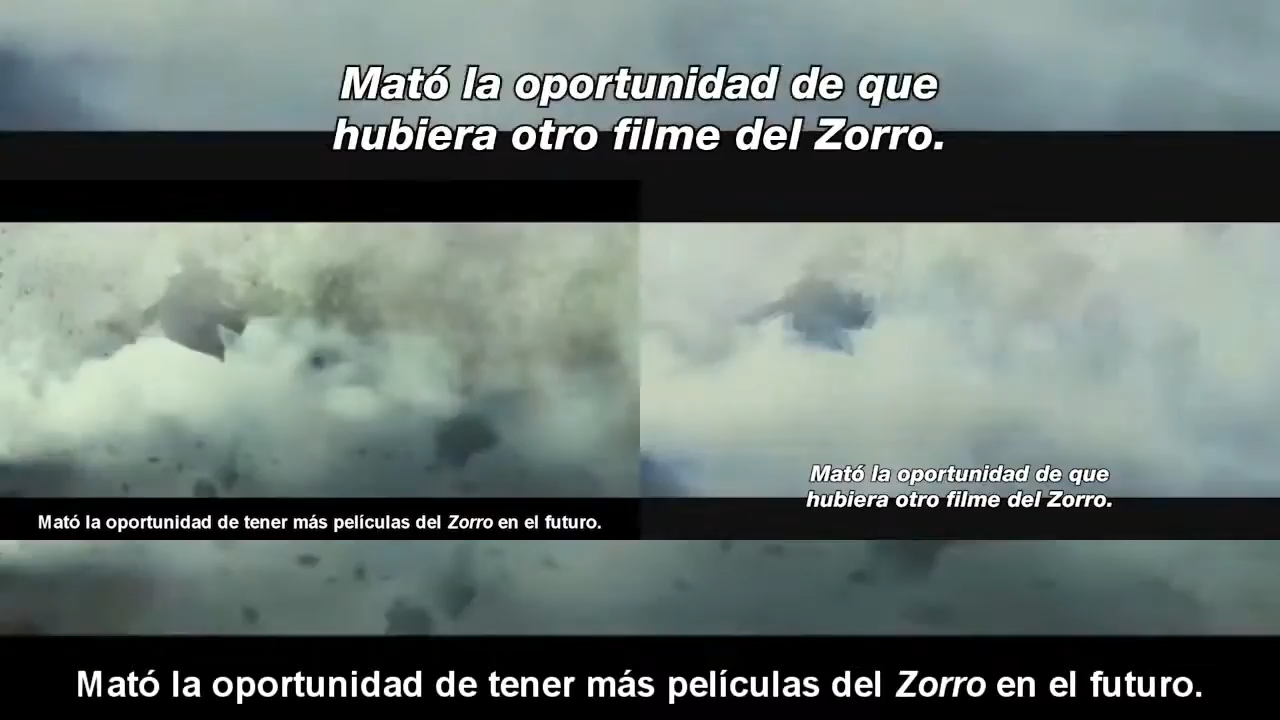 Mató la oportunidad de que
hubiera otro filme del Zorro.
Mató la oportunidad de tener más películas del Zorro en el futuro.
Mató la oportunidad de que
hubiera otro filme del Zorro.
Mató la oportunidad de tener más películas del Zorro en el futuro.